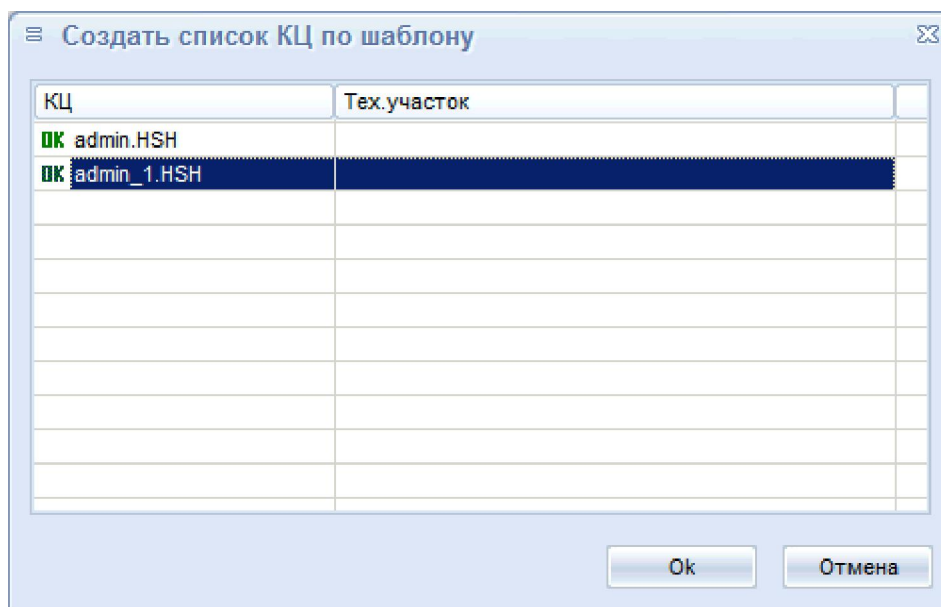 Создать список КЦ по шаблону
КЦ Тех.участок
OK admin.HSH
OK admin_1.HSH
Ok Отмена